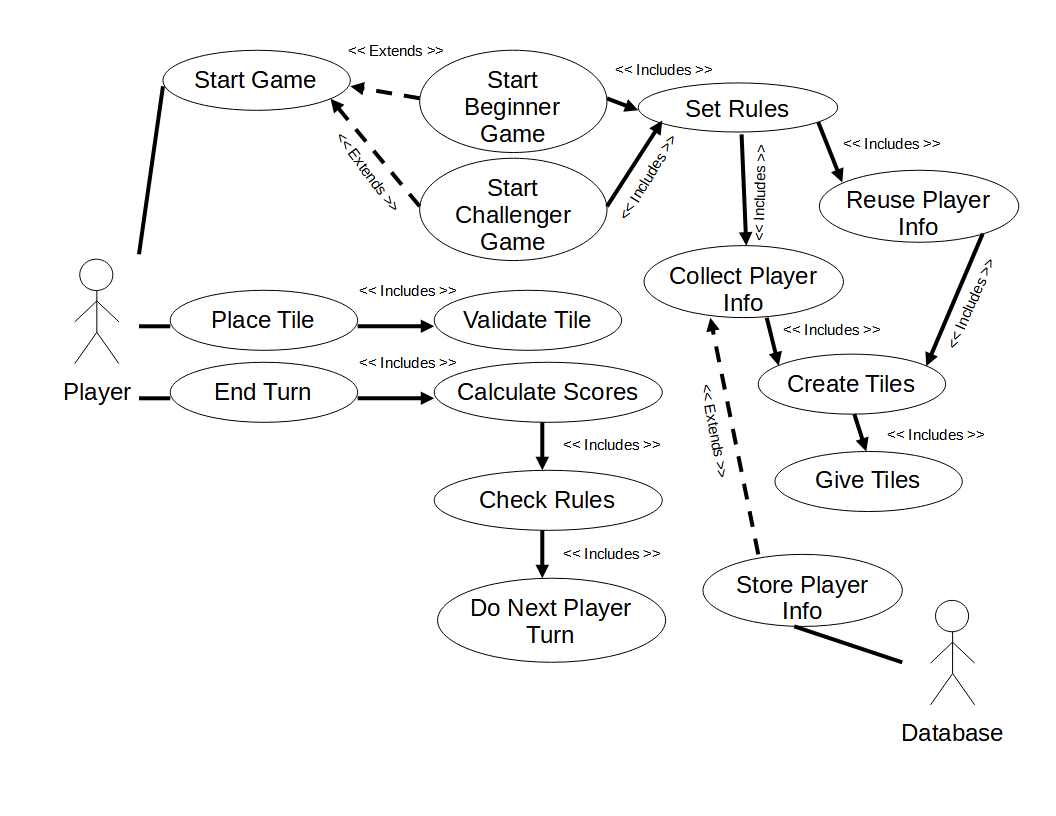 << Extends >>
Start Game
Start
Beginner
Game
<< Includes >>
Set Rules
<< Extends >>
Start
Challenger
Game
<< Includes >>
<< Includes >>
<< Includes >>
Reuse Player
Info
Collect Player
Info
<< Includes >>
Player
Place Tile
<< Includes >>
Validate Tile
<< Includes >>
End Turn
<< Includes >>
Calculate Scores
Create Tiles
<< Extends >>
<< Includes >>
<< Includes >>
Give Tiles
Check Rules
<< Includes >>
Do Next Player
Turn
Store Player
Info
Database